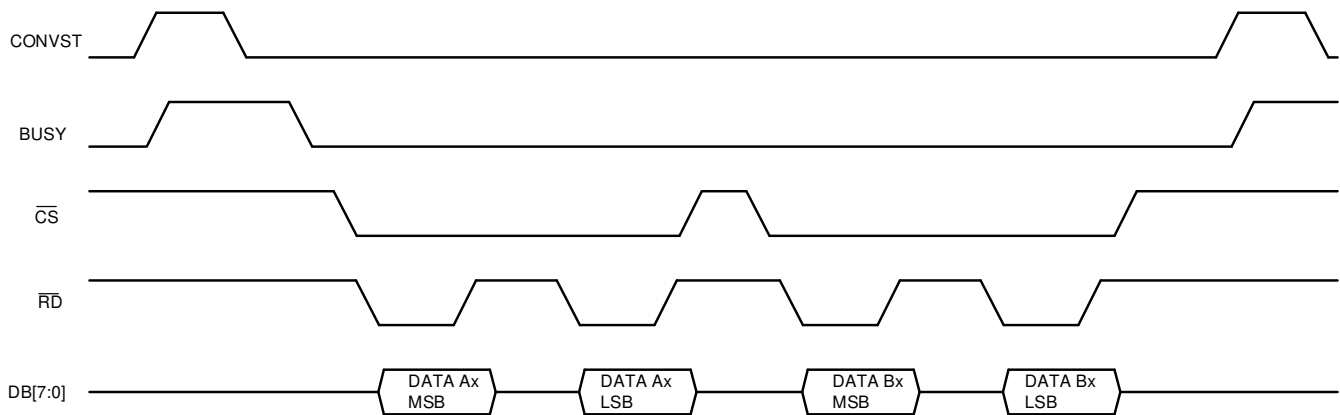 CONVST
BUSY
CS
RD
DB[7:0]
DATA Ax
MSB
DATA Ax
LSB
DATA Bx
MSB
DATA Bx
LSB